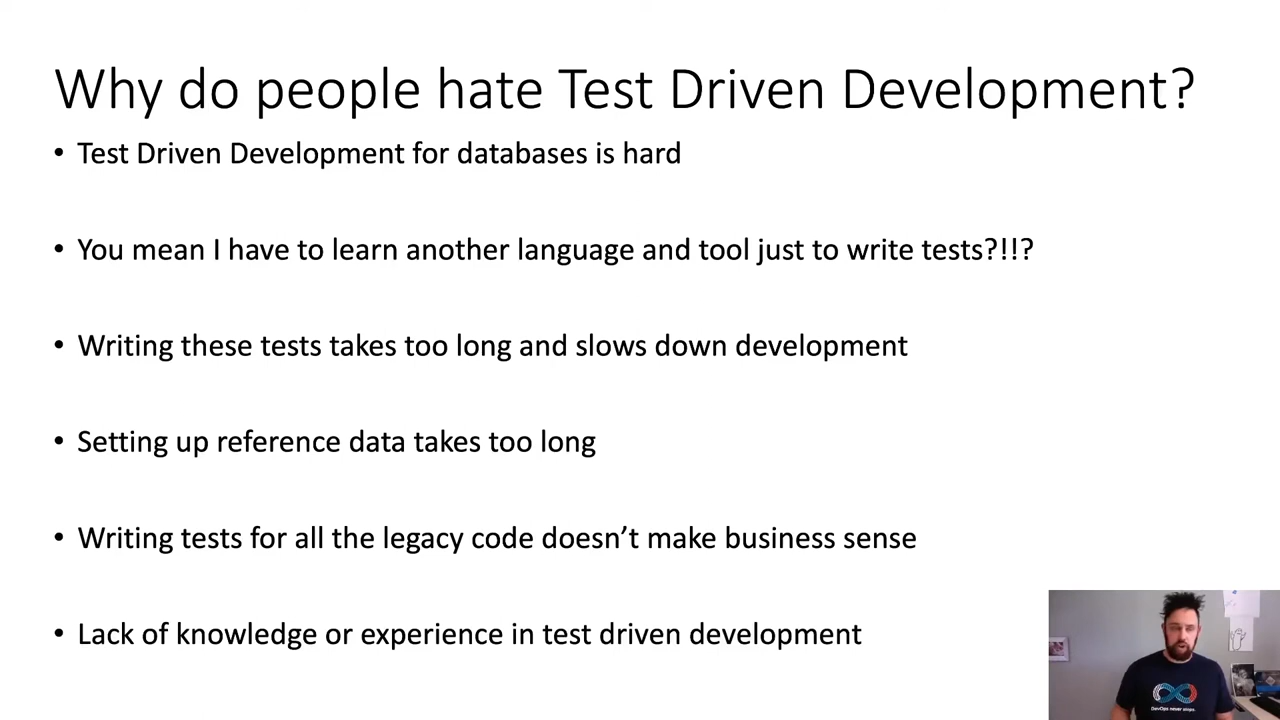 Why do people hate Test Driven Development?
• Test Driven Development for databases is hard
• You mean I have to learn another language and tool just to write tests?!!?
• Writing these tests takes too long and slows down development
• Setting up reference data takes too long
• Writing tests for all the legacy code doesn’t make business sense
• Lack of knowledge or experience in test driven development
DevOps never stops.